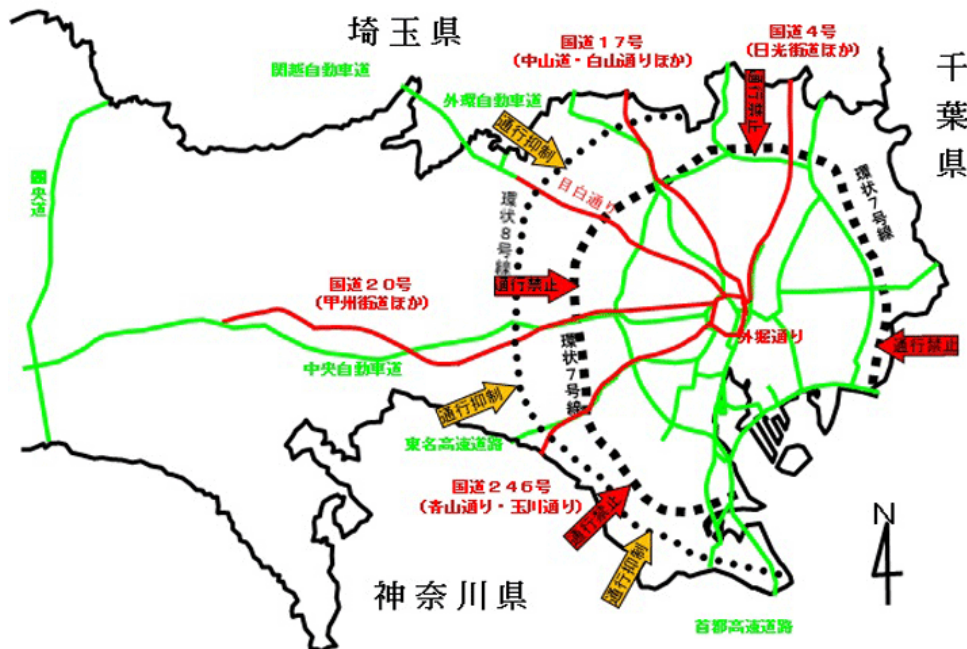 埼玉県
国道17号
(中山道・白山通りほか)
国道4号
(日光街道ほか)
千葉県
関越自動車道
外環自動車道
通行抑制
通行禁止
環状7号線
目白通り
環状8号線
圏央道
通行禁止
国道20号
(甲州街道ほか)
外堀通り
通行禁止
環状7号線
中央自動車道
通行抑制
東名高速道路
国道246号
(青山通り・玉川通り)
通行禁止
通行抑制
N
神奈川県
首都高速道路